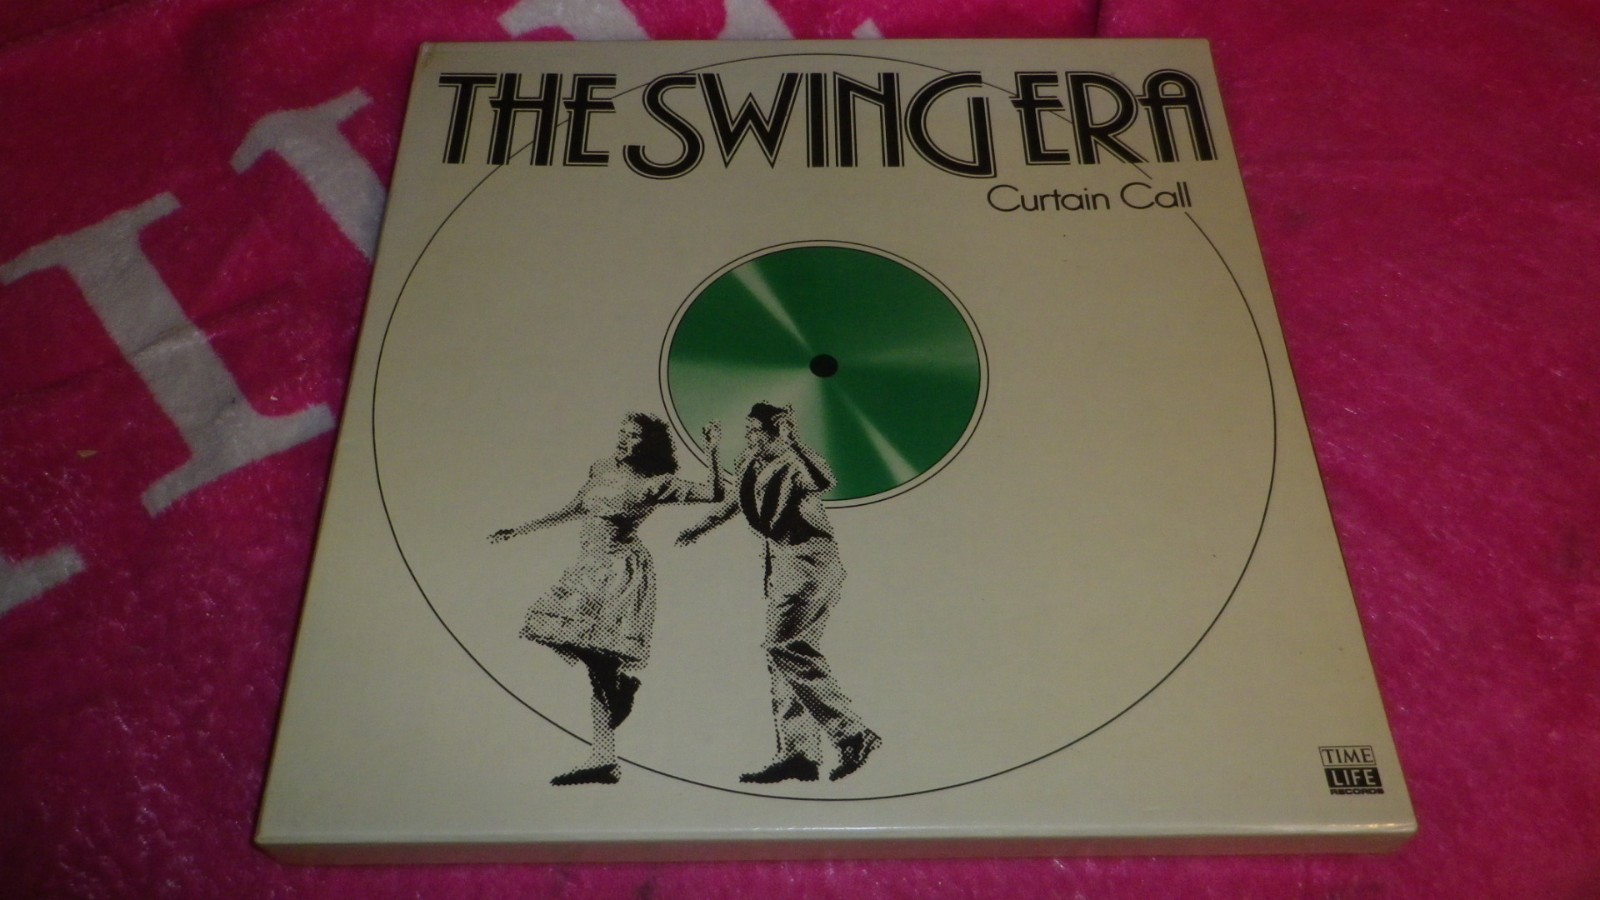 THE SWING ERA
Curtain Call
TIME
LIFE
RECORDS